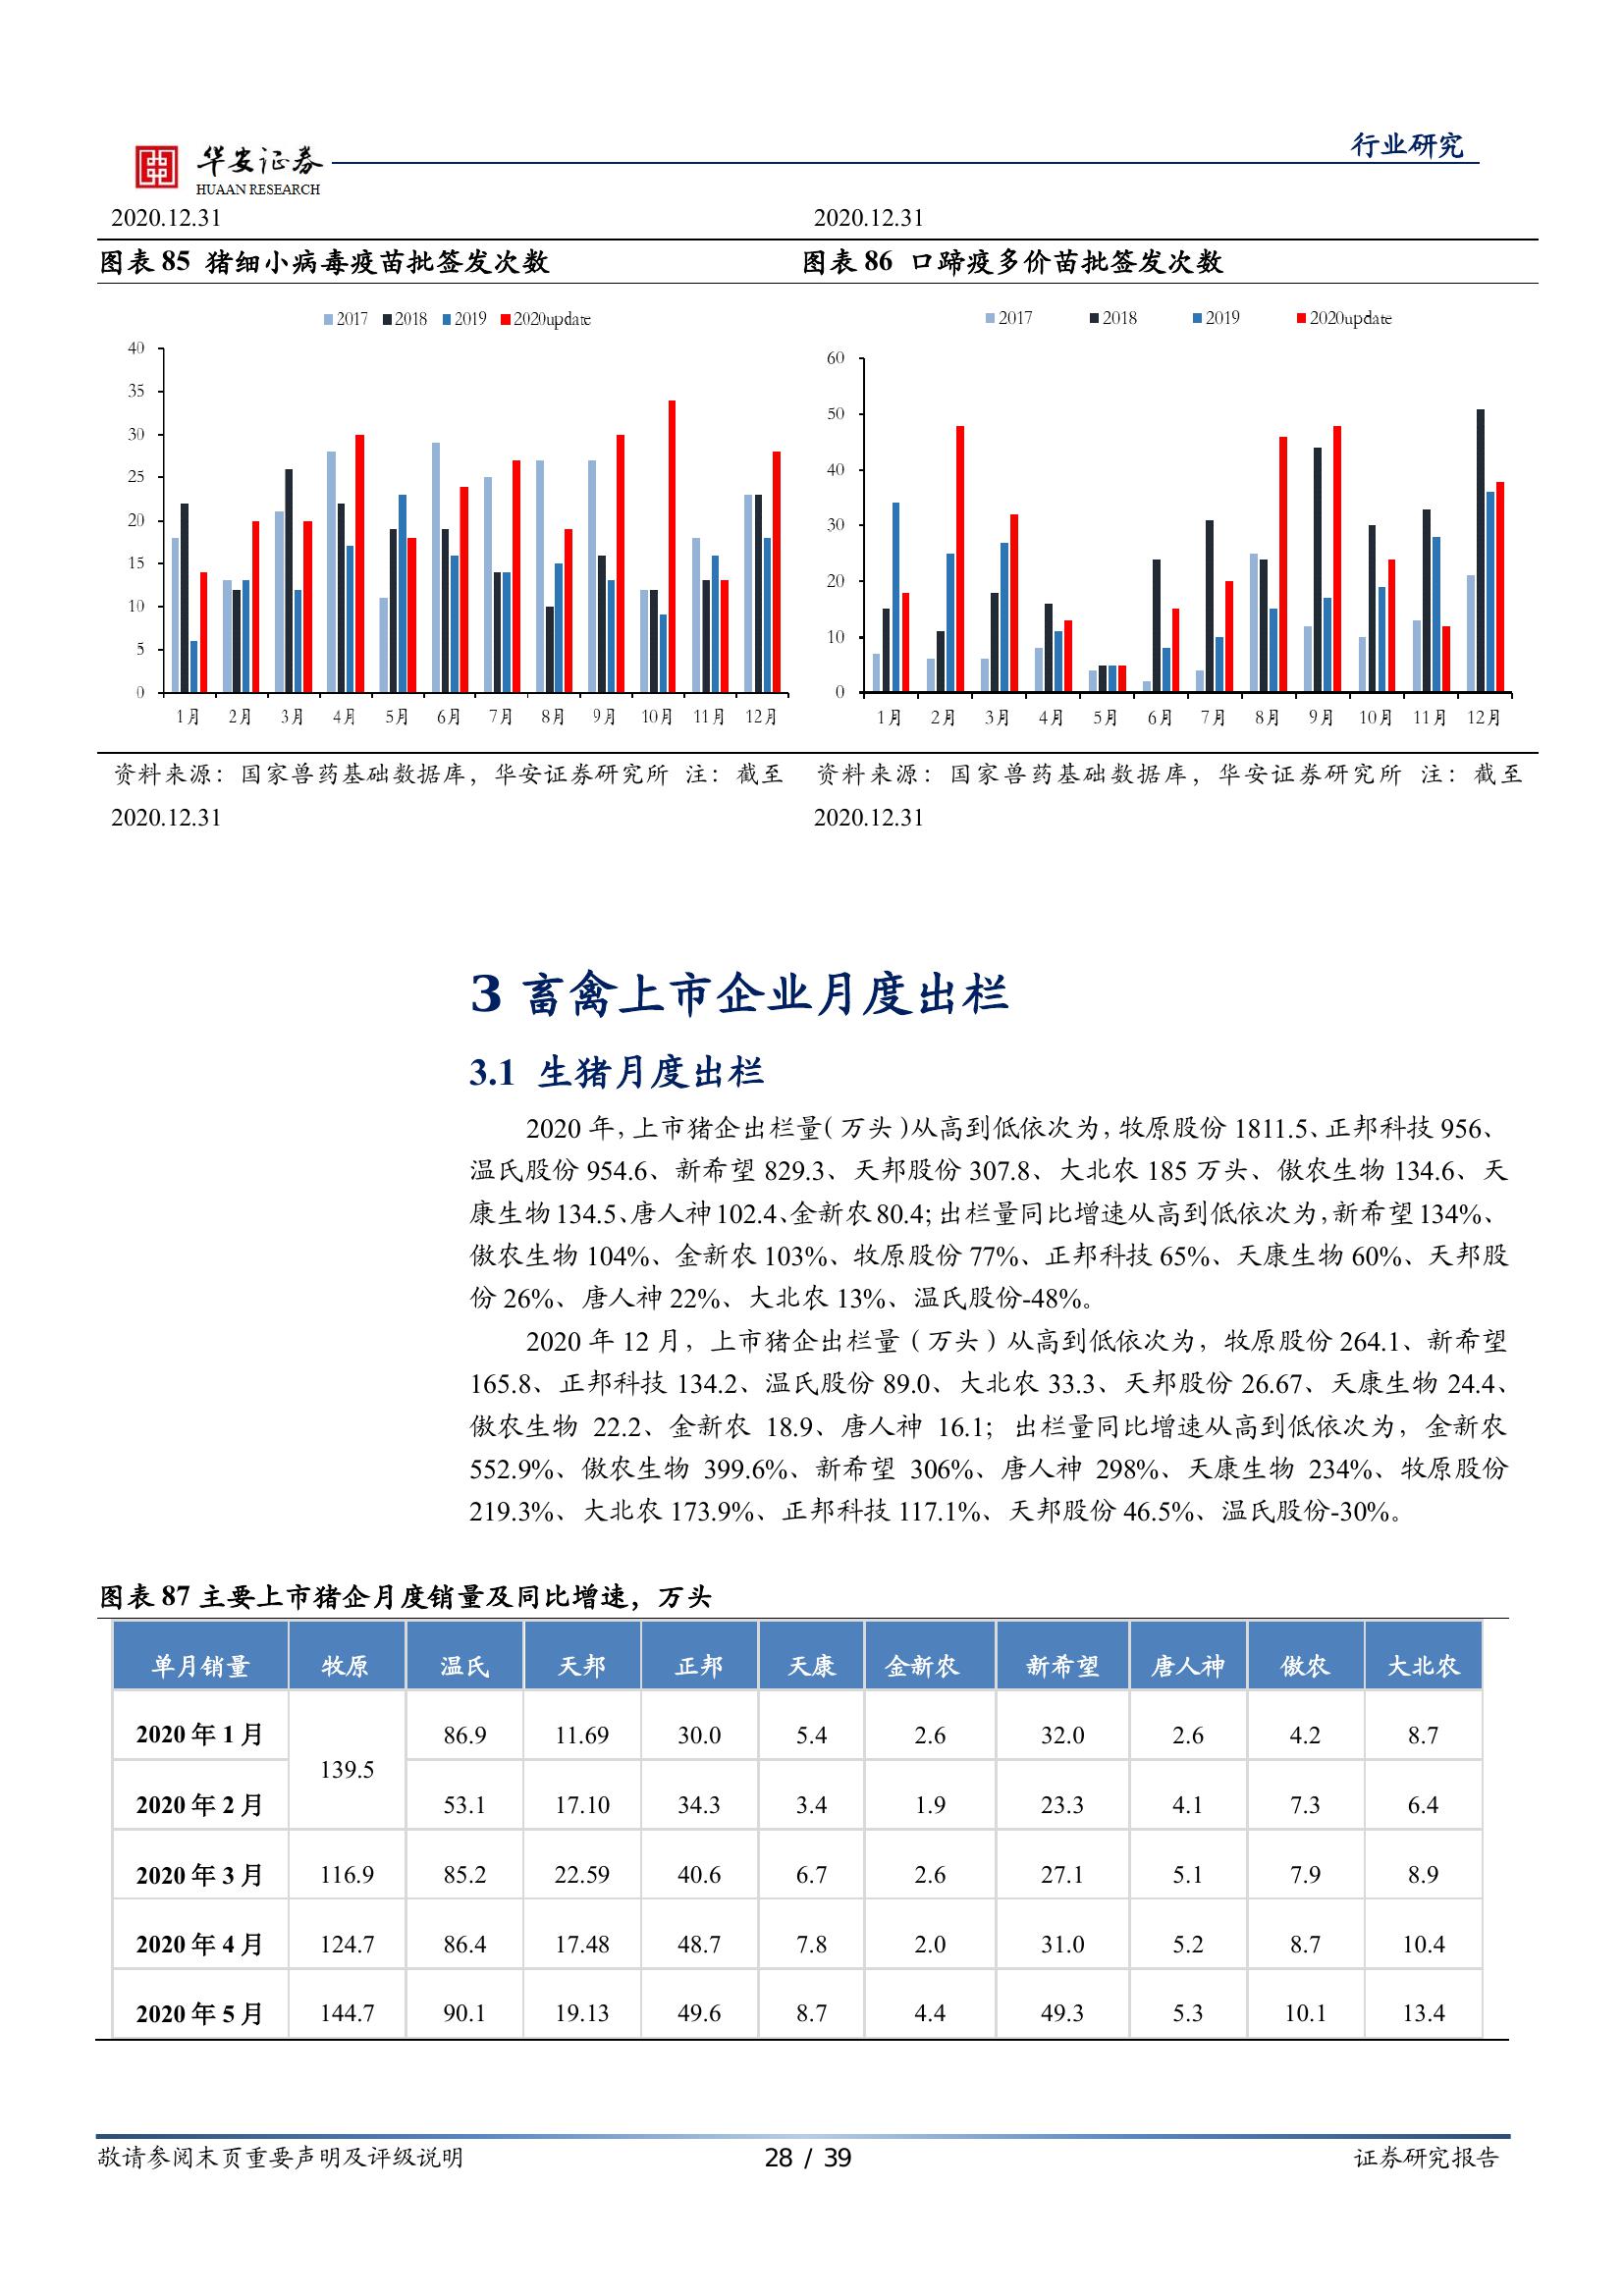 华安证券
HUAAN RESEARCH
行业研究
2020.12.31
2020.12.31
图表 85 猪细小病毒疫苗批签发次数
图表 86 口蹄疫多价苗批签发次数
2017 2018 2019 2020update
40
35
30
25
20
15
10
5
0
1月 2月 3月 4月 5月 6月 7月 8月 9月 10月 11月 12月
2017 2018 2019 2020update
60
50
40
30
20
10
0
1月 2月 3月 4月 5月 6月 7月 8月 9月 10月 11月 12月
资料来源：国家兽药基础数据库，华安证券研究所 注：截至
2020.12.31
资料来源：国家兽药基础数据库，华安证券研究所 注：截至
2020.12.31
3 畜禽上市企业月度出栏
3.1 生猪月度出栏
2020 年，上市猪企出栏量（万头）从高到低依次为，牧原股份 1811.5、正邦科技 956、
温氏股份 954.6、新希望 829.3、天邦股份 307.8、大北农 185 万头、傲农生物 134.6、天
康生物 134.5、唐人神 102.4、金新农 80.4；出栏量同比增速从高到低依次为，新希望 134%、
傲农生物 104%、金新农 103%、牧原股份 77%、正邦科技 65%、天康生物 60%、天邦股
份 26%、唐人神 22%、大北农 13%、温氏股份-48%。
2020 年 12 月，上市猪企出栏量（万头）从高到低依次为，牧原股份 264.1、新希望
165.8、正邦科技 134.2、温氏股份 89.0、大北农 33.3、天邦股份 26.67、天康生物 24.4、
傲农生物 22.2、金新农 18.9、唐人神 16.1；出栏量同比增速从高到低依次为，金新农
552.9%、傲农生物 399.6%、新希望 306%、唐人神 298%、天康生物 234%、牧原股份
219.3%、大北农 173.9%、正邦科技 117.1%、天邦股份 46.5%、温氏股份-30%。
图表 87 主要上市猪企月度销量及同比增速，万头
单月销量 牧原 温氏 天邦 正邦 天康 金新农 新希望 唐人神 傲农 大北农
2020 年 1 月 139.5 86.9 11.69 30.0 5.4 2.6 32.0 2.6 4.2 8.7
2020 年 2 月 53.1 17.10 34.3 3.4 1.9 23.3 4.1 7.3 6.4
2020 年 3 月 116.9 85.2 22.59 40.6 6.7 2.6 27.1 5.1 7.9 8.9
2020 年 4 月 124.7 86.4 17.48 48.7 7.8 2.0 31.0 5.2 8.7 10.4
2020 年 5 月 144.7 90.1 19.13 49.6 8.7 4.4 49.3 5.3 10.1 13.4
敬请参阅末页重要声明及评级说明
28 / 39
证券研究报告